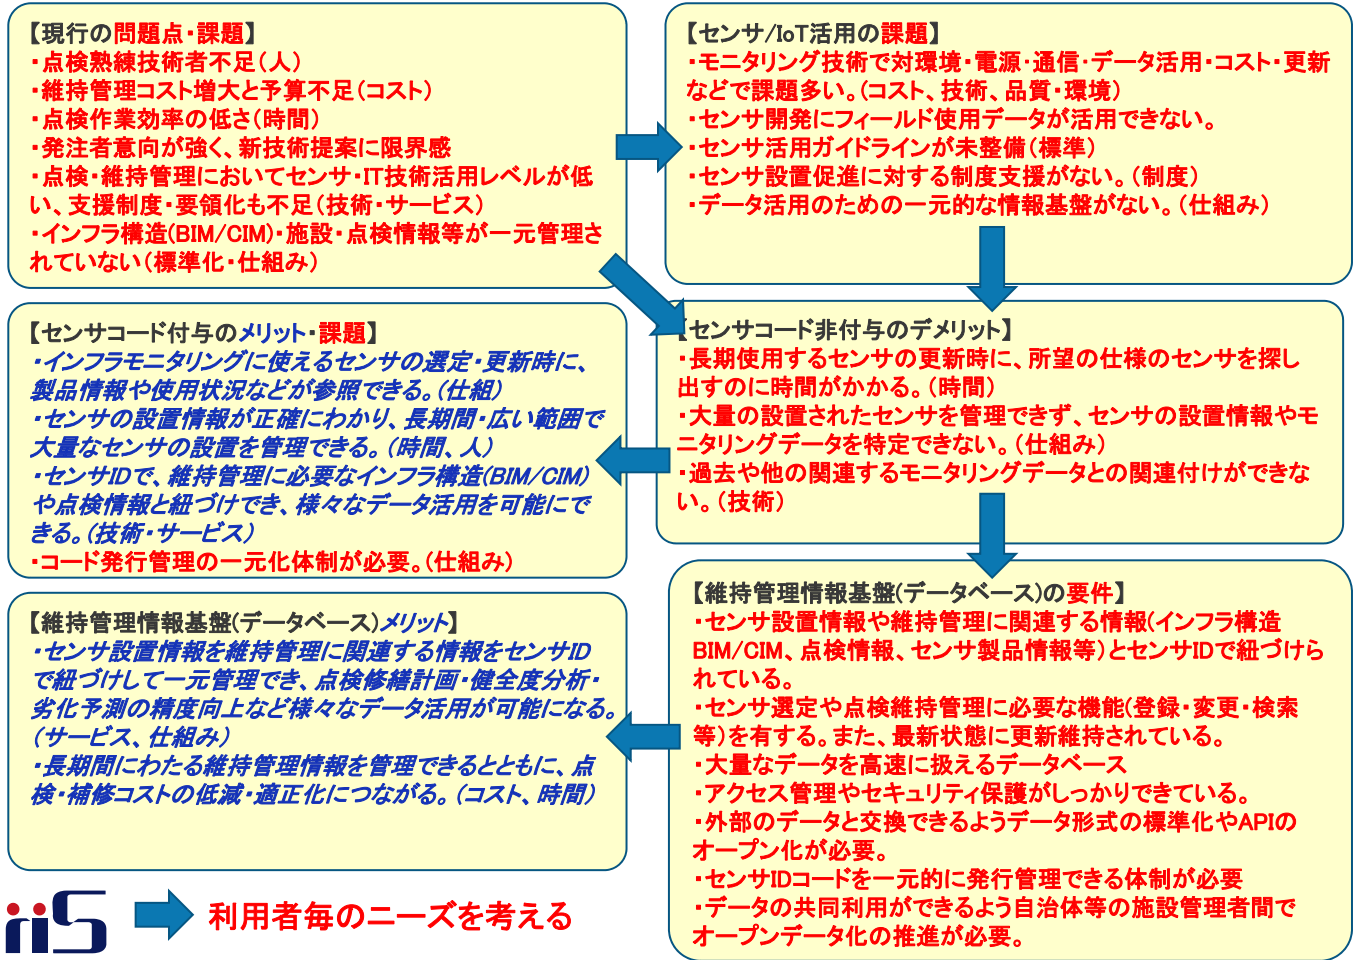 【現行の問題点・課題】
・点検熟練技術者不足(人)
・維持管理コスト増大と予算不足(コスト)
・点検作業効率の低さ(時間)
・発注者意向が強く、新技術提案に限界感
・点検・維持管理においてセンサ・IT技術活用レベルが低
い、支援制度・要領化も不足(技術・サービス)
・インフラ構造(BIM/CIM)・施設・点検情報等が一元管理さ
れていない(標準化・仕組み)
【センサ/IoT活用の課題】
・モニタリング技術で対環境・電源・通信・データ活用・コスト・更新
などで課題多い。(コスト、技術、品質・環境)
・センサ開発にフィールド使用データが活用できない。
・センサ活用ガイドラインが未整備(標準)
・センサ設置促進に対する制度支援がない。(制度)
・データ活用のための一元的な情報基盤がない。(仕組み)
【センサコード付与のメリット・課題】
・インフラモニタリングに使えるセンサの選定・更新時に、
製品情報や使用状況などが参照できる。(仕組)
・センサの設置情報が正確にわかり、長期間・広い範囲で
大量なセンサの設置を管理できる。(時間、人)
・センサIDで、維持管理に必要なインフラ構造(BIM/CIM)
や点検情報と紐づけでき、様々なデータ活用を可能にで
きる。(技術・サービス)
・コード発行管理の一元化体制が必要。(仕組み)
【センサコード非付与のデメリット】
・長期使用するセンサの更新時に、所望の仕様のセンサを探し
出すのに時間がかかる。(時間)
・大量の設置されたセンサを管理できず、センサの設置情報やモ
ニタリングデータを特定できない。(仕組み)
・過去や他の関連するモニタリングデータとの関連付けができな
い。(技術)
【維持管理情報基盤(データベース)メリット】
・センサ設置情報を維持管理に関連する情報をセンサID
で紐づけして一元管理でき、点検修繕計画・健全度分析・
劣化予測の精度向上など様々なデータ活用が可能になる。
(サービス、仕組み)
・長期間にわたる維持管理情報を管理できるとともに、点
検・補修コストの低減・適正化につながる。(コスト、時間)
【維持管理情報基盤(データベース)の要件】
・センサ設置情報や維持管理に関連する情報(インフラ構造
BIM/CIM、点検情報、センサ製品情報等)とセンサIDで紐づけら
れている。
・センサ選定や点検維持管理に必要な機能(登録・変更・検索
等)を有する。また、最新状態に更新維持されている。
・大量なデータを高速に扱えるデータベース
・アクセス管理やセキュリティ保護がしっかりできている。
・外部のデータと交換できるようデータ形式の標準化やAPIの
オープン化が必要。
・センサIDコードを一元的に発行管理できる体制が必要
・データの共同利用ができるよう自治体等の施設管理者間で
オープンデータ化の推進が必要。
iiS
利用者毎のニーズを考える